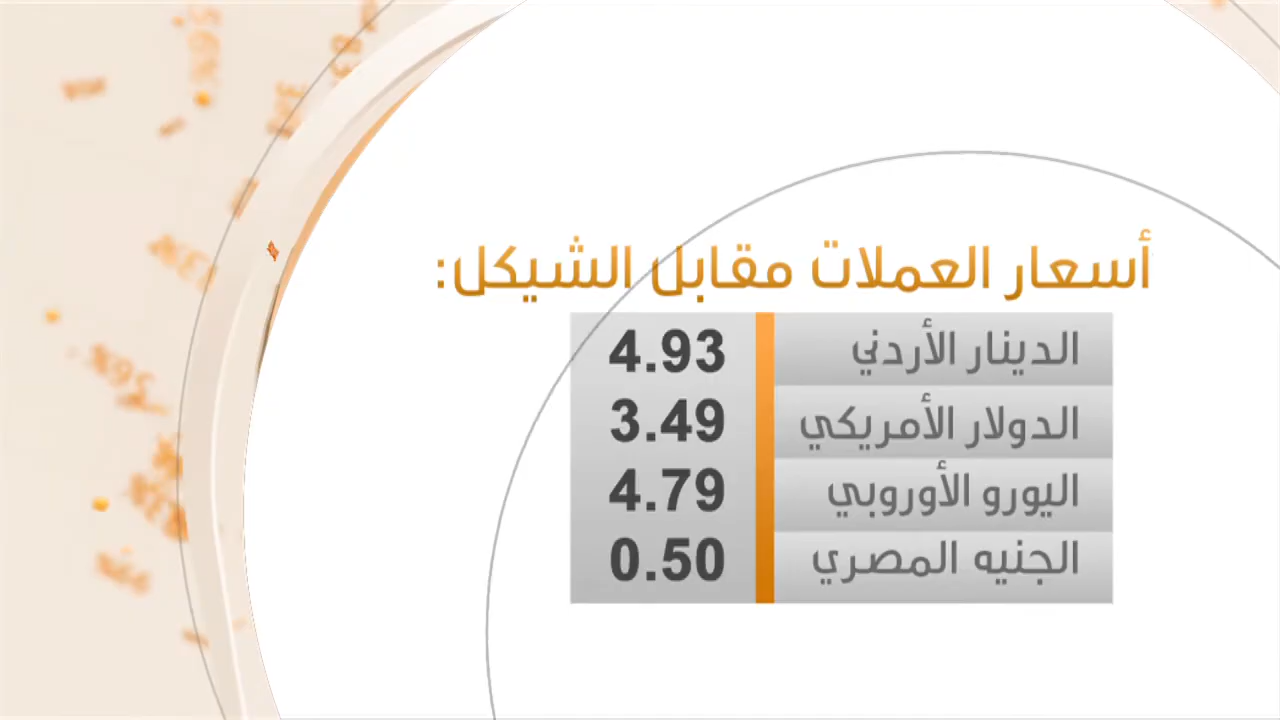 أسعار العملات مقابل الشيكل:
الدينار الأردني 4.93
الدولار الأمريكي 3.49
اليورو الأوروبي 4.79
الجنيه المصري 0.50